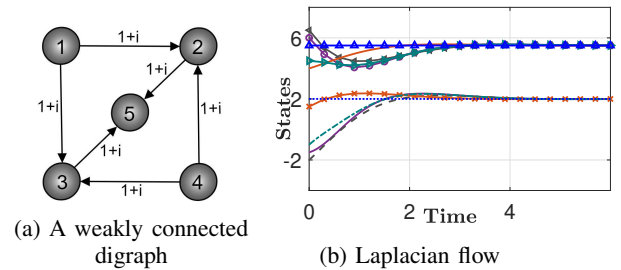 1
1+i
2
1+i
5
1+i
1+i
1+i
3
1+i
4
(a) A weakly connected
digraph
6
2
-2
States
0
2
4
Time
(b) Laplacian flow